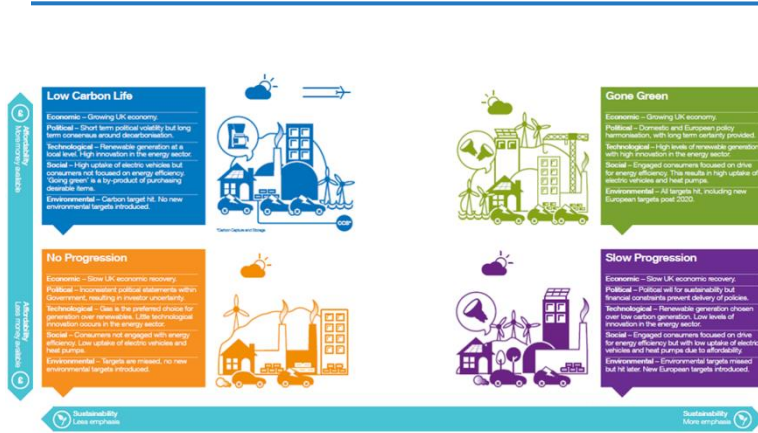 Low Carbon Life
Economic – Growing UK economy.
Political – Short term political volatility but long
term consensus around decarbonisation.
Technological – Renewable generation at a
local level. High innovation in the energy sector.
Social – High uptake of electric vehicles but
consumers not focused on energy efficiency.
'Going green' is a by-product of purchasing
desirable items.
Environmental – Carbon target hit. No new
environmental targets introduced.
CCS*
*Carbon Capture and Storage
Gone Green
Economic – Growing UK economy.
Political – Domestic and European policy
harmonisation, with long term certainty provided.
Technological – High levels of renewable generation
with high innovation in the energy sector.
Social – Engaged consumers focused on drive
for energy efficiency. This results in high uptake of
electric vehicles and heat pumps.
Environmental – All targets hit, including new
European targets post 2020.
£
Affordability
More money available
No Progression
Economic – Slow UK economic recovery.
Political – Inconsistent political statements within
Government, resulting in investor uncertainty.
Technological – Gas is the preferred choice for
generation over renewables. Little technological
innovation occurs in the energy sector.
Social – Consumers not engaged with energy
efficiency. Low uptake of electric vehicles and
heat pumps.
Environmental – Targets are missed, no new
environmental targets introduced.
Slow Progression
Economic – Slow UK economic recovery.
Political – Political will for sustainability but
financial constraints prevent delivery of policies.
Technological – Renewable generation chosen
over low carbon generation. Low levels of
innovation in the energy sector.
Social – Engaged consumers focused on drive
for energy efficiency but with low uptake of electric
vehicles and heat pumps due to affordability.
Environmental – Environmental targets missed
but hit later. New European targets introduced.
Affordability
Less money available
£
Sustainability
Less emphasis
Sustainability
More emphasis